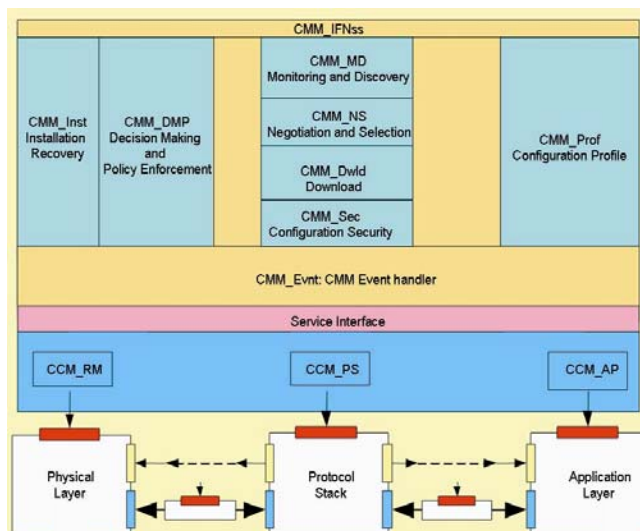 CMM_IFNss
CMM_Inst
Installation
Recovery
CMM_DMP
Decision Making
and
Policy Enforcement
CMM_MD
Monitoring and Discovery
CMM_NS
Negotiation and Selection
CMM_Dwld
Download
CMM_Sec
Configuration Security
CMM_Prof
Configuration Profile
CMM_Evnt: CMM Event handler
Service Interface
CCM_RM
CCM_PS
CCM_AP
Physical
Layer
Protocol
Stack
Application
Layer